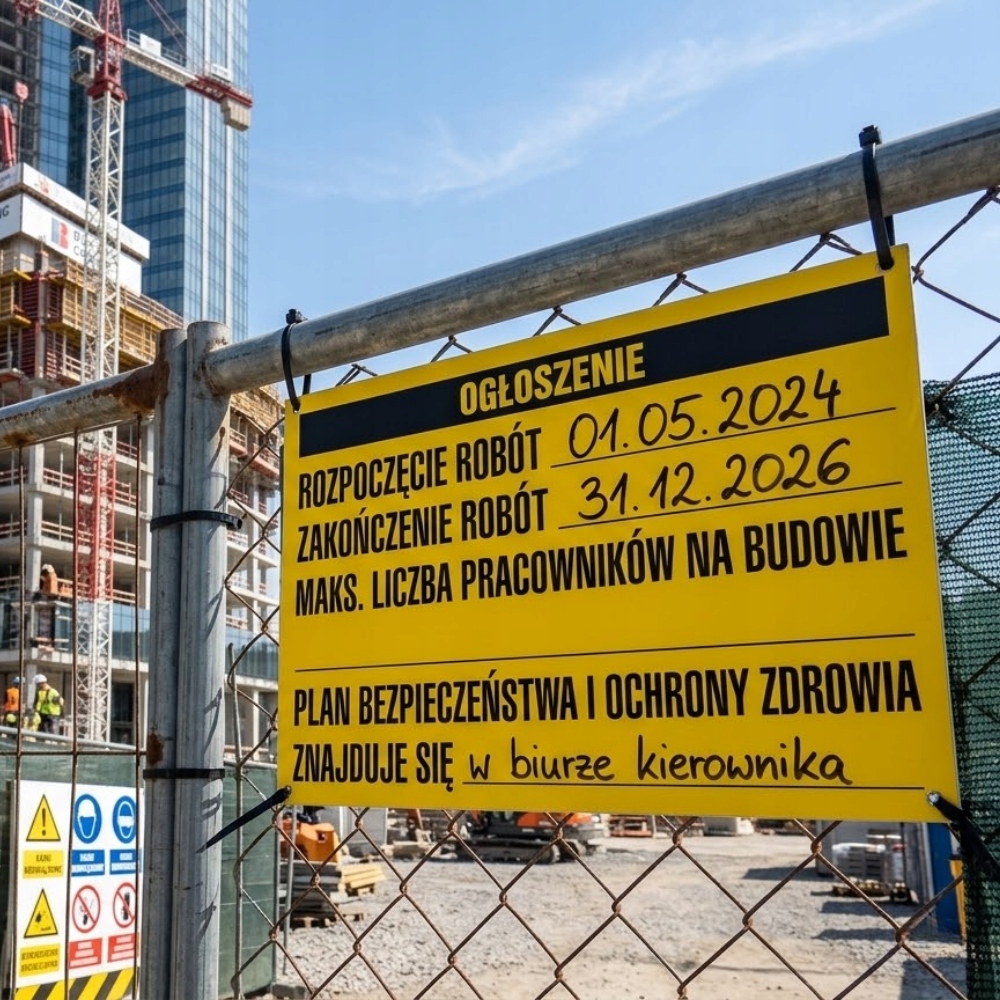 OGŁOSZENIE
ROZPOCZĘCIE ROBÓT 01.05.2024
ZAKOŃCZENIE ROBÓT 31.12.2026
MAKS. LICZBA PRACOWNIKÓW NA BUDOWIE
PLAN BEZPIECZEŃSTWA I OCHRONY ZDROWIA
ZNAJDUJE SIĘ w biurze kierownika